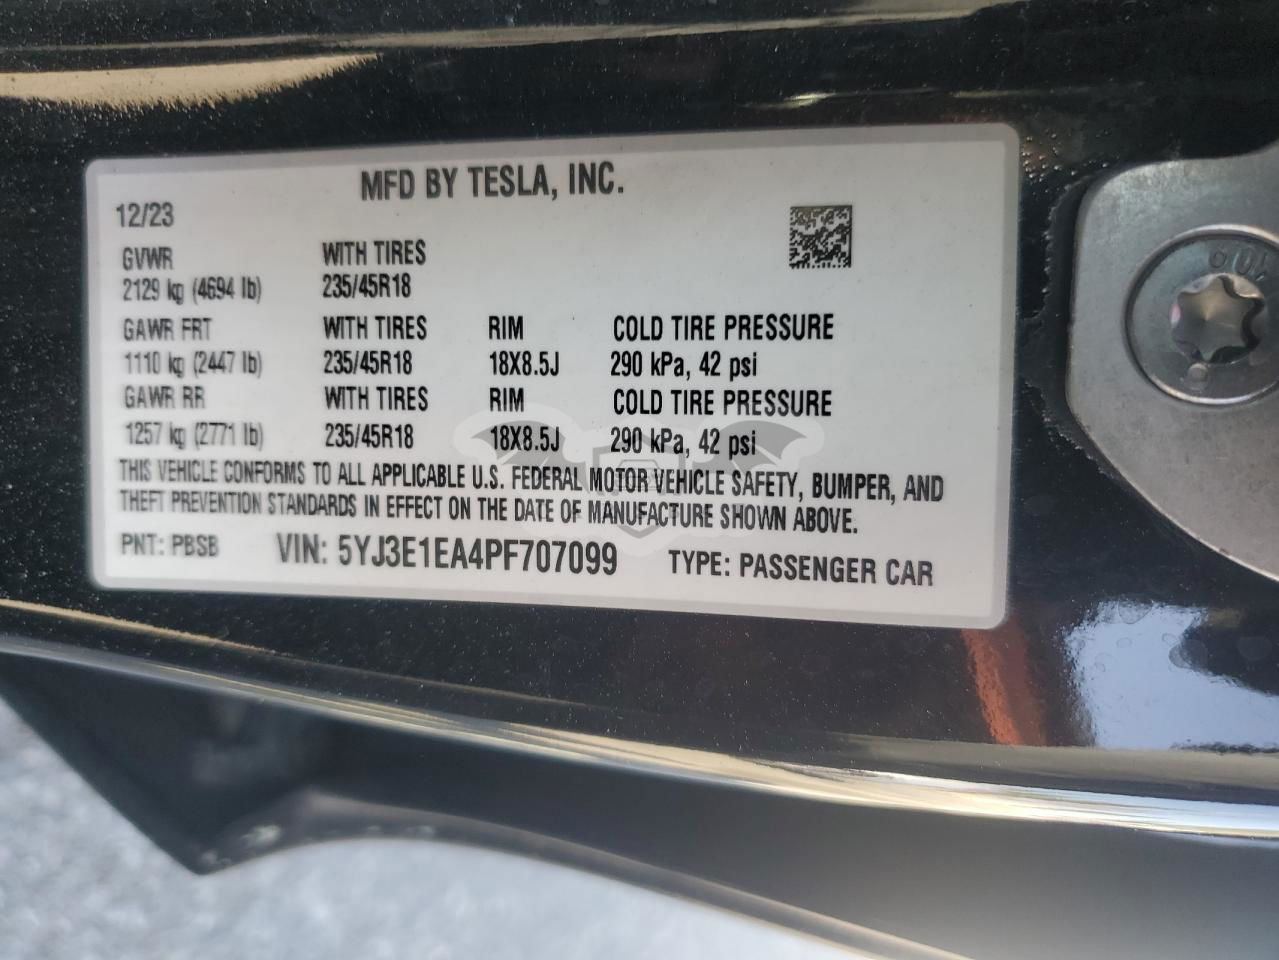 MFD BY TESLA, INC.
12/23
GVWR WITH TIRES
2129 kg (4694 lb) 235/45R18
GAWR FRT WITH TIRES RIM COLD TIRE PRESSURE
1110 kg (2447 lb) 235/45R18 18X8.5J 290 kPa, 42 psi
GAWR RR WITH TIRES RIM COLD TIRE PRESSURE
1257 kg (2771 lb) 235/45R18 18X8.5J 290 kPa, 42 psi
THIS VEHICLE CONFORMS TO ALL APPLICABLE U.S. FEDERAL MOTOR VEHICLE SAFETY, BUMPER, AND
THEFT PREVENTION STANDARDS IN EFFECT ON THE DATE OF MANUFACTURE SHOWN ABOVE.
PNT: PBSB VIN: 5YJ3E1EA4PF707099 TYPE: PASSENGER CAR